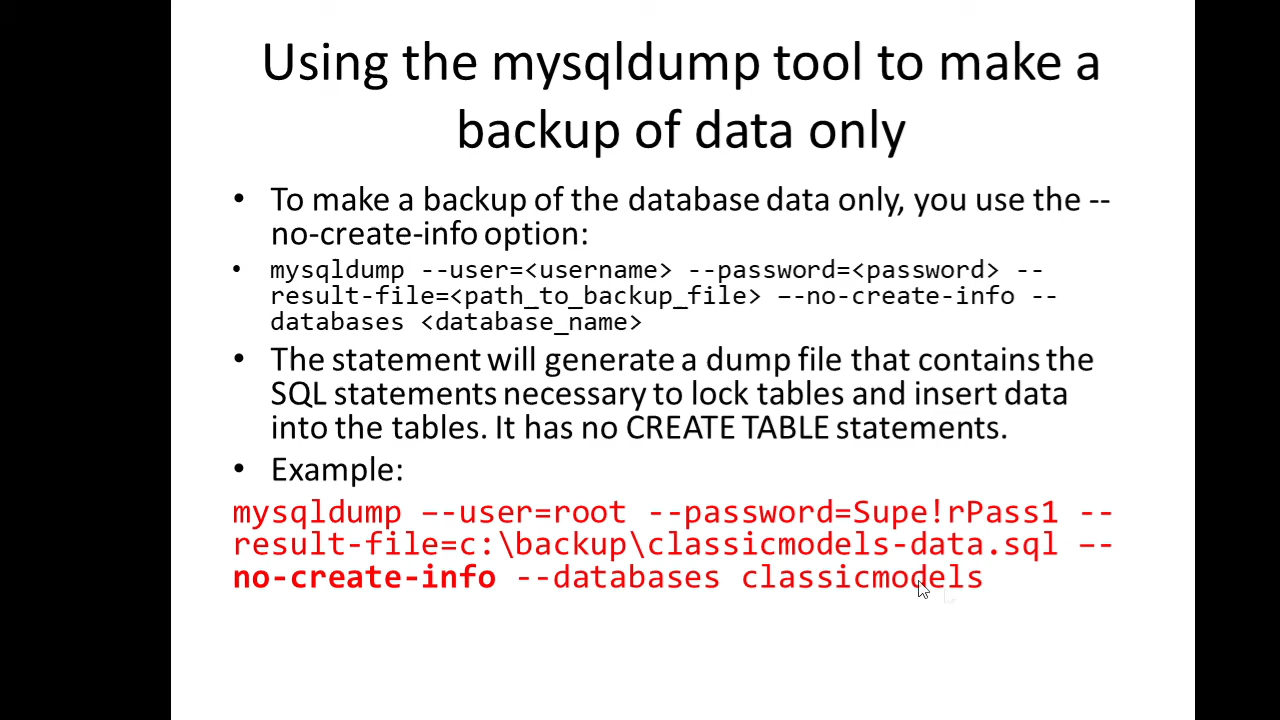 Using the mysqldump tool to make a
backup of data only
• To make a backup of the database data only, you use the --
no-create-info option:
• mysqldump --user=<username> --password=<password> --
result-file=<path_to_backup_file> –-no-create-info --
databases <database_name>
• The statement will generate a dump file that contains the
SQL statements necessary to lock tables and insert data
into the tables. It has no CREATE TABLE statements.
• Example:
mysqldump –-user=root --password=Supe!rPass1 --
result-file=c:\backup\classicmodels-data.sql –-
no-create-info --databases classicmodels